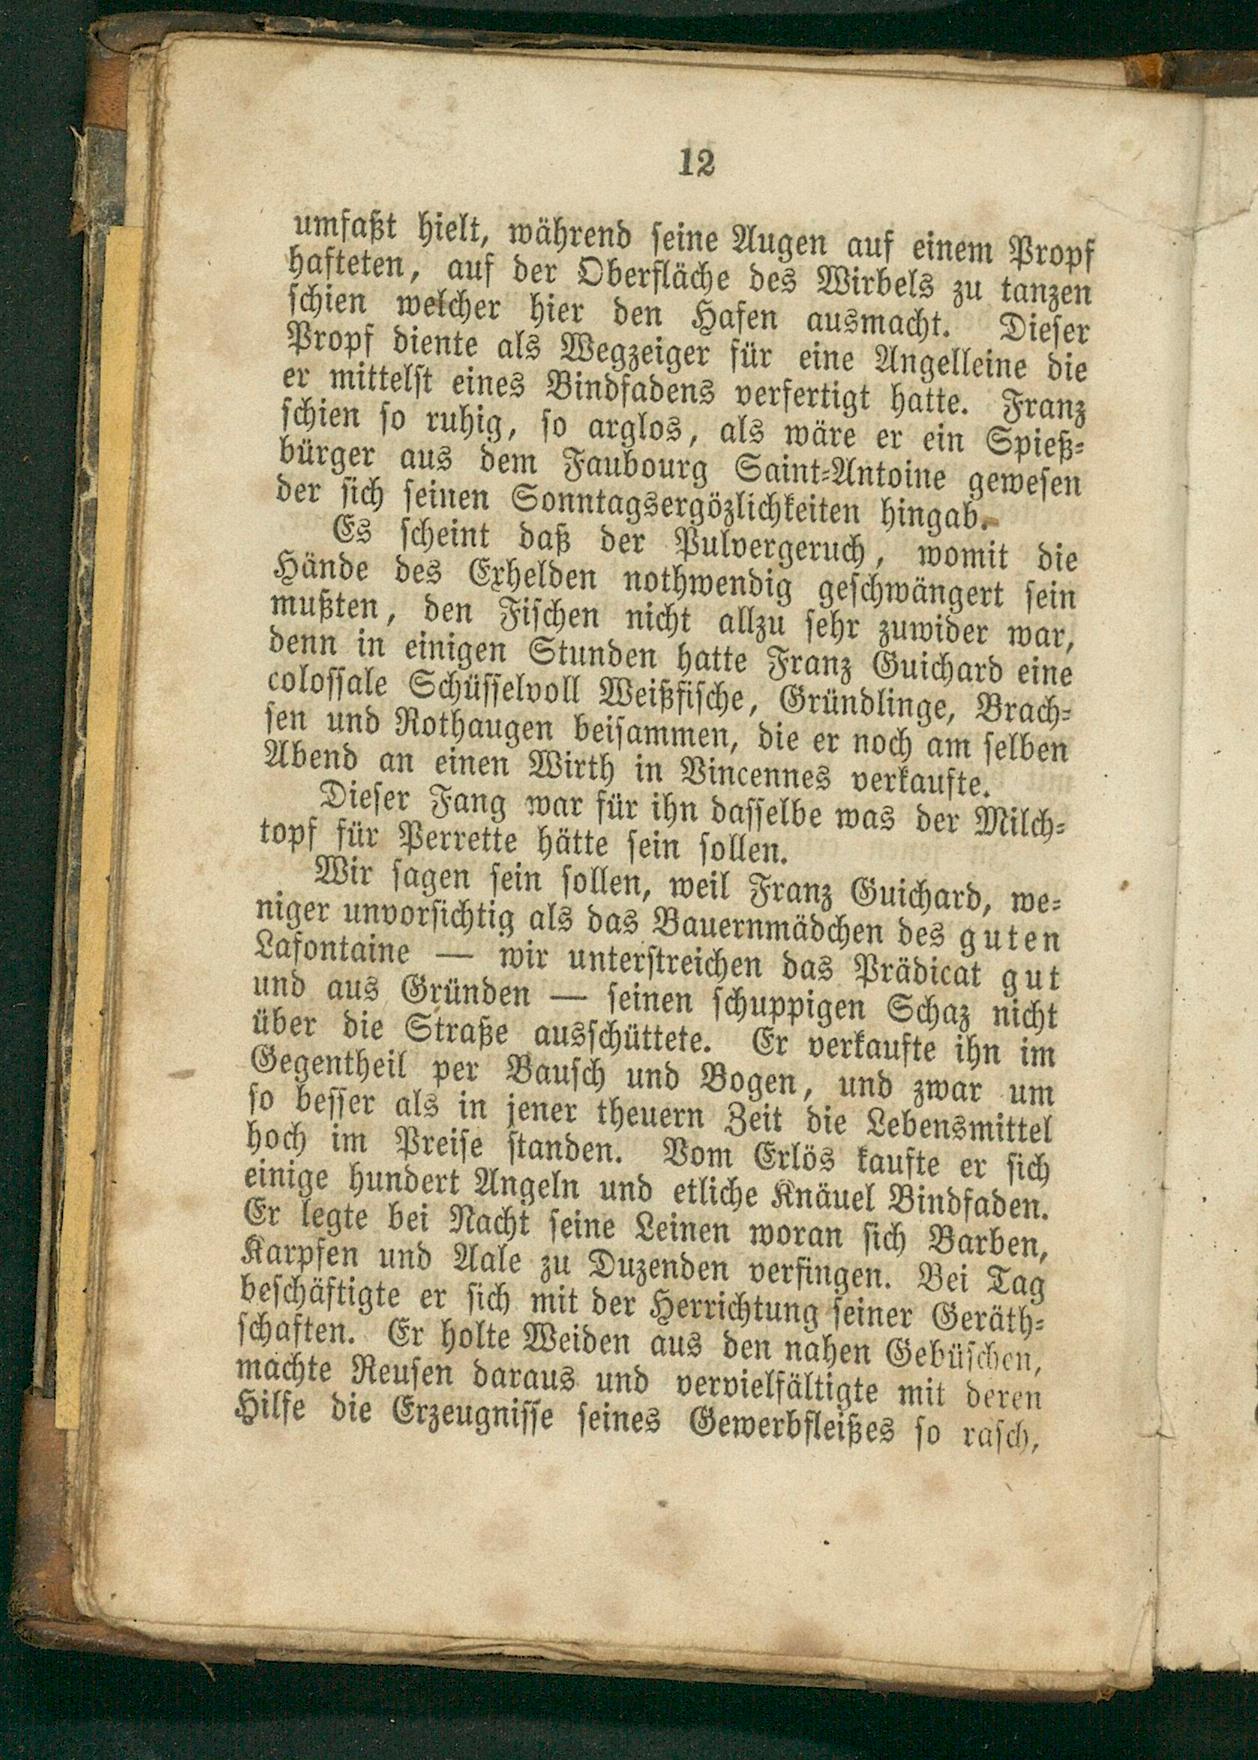 12
umfaßt hielt, während seine Augen auf einem Propf
hafteten, auf der Oberfläche des Wirbels zu tanzen
schien welcher hier den Hafen ausmacht. Dieser
Propf diente als Wegzeiger für eine Angelleine die
er mittelst eines Bindfadens verfertigt hatte. Franz
schien so ruhig, so arglos, als wäre er ein Spieß-
bürger aus dem Faubourg Saint-Antoine gewesen
der sich seinen Sonntagsergözlichkeiten hingab.
Es scheint daß der Pulvergeruch, womit die
Hände des Exhelden nothwendig geschwängert sein
mußten, den Fischen nicht allzu sehr zuwider war,
denn in einigen Stunden hatte Franz Guichard eine
colossale Schüsselvoll Weißfische, Gründlinge, Brach-
sen und Rothaugen beisammen, die er noch am selben
Abend an einen Wirth in Vincennes verkaufte.
Dieser Fang war für ihn dasselbe was der Milch-
topf für Perrette hätte sein sollen.
Wir sagen sein sollen, weil Franz Guichard, we-
niger unvorsichtig als das Bauernmädchen des guten
Lafontaine — wir unterstreichen das Prädicat gut
und aus Gründen — seinen schuppigen Schaz nicht
über die Straße ausschüttete. Er verkaufte ihn im
Gegentheil per Bausch und Bogen, und zwar um
so besser als in jener theuern Zeit die Lebensmittel
hoch im Preise standen. Vom Erlös kaufte er sich
einige hundert Angeln und etliche Knäuel Bindfaden.
Er legte bei Nacht seine Leinen woran sich Barben,
Karpfen und Aale zu Duzenden verfingen. Bei Tag
beschäftigte er sich mit der Herrichtung seiner Geräth-
schaften. Er holte Weiden aus den nahen Gebüschen,
machte Reusen daraus und vervielfältigte mit deren
Hilfe die Erzeugnisse seines Gewerbfleißes so rasch,